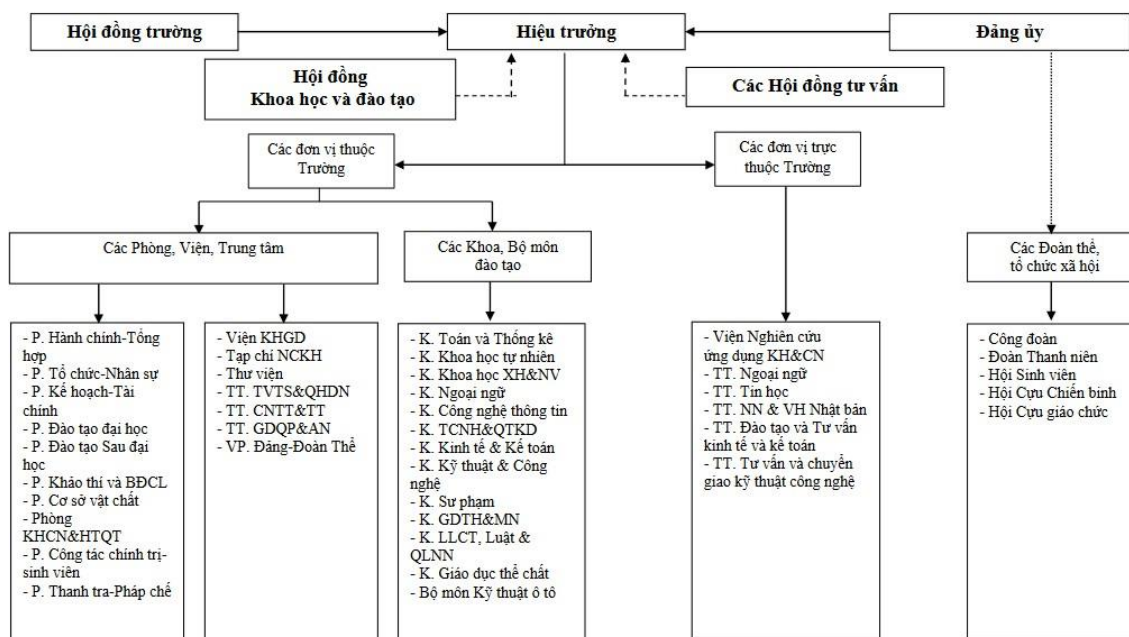 Hội đồng trường
Hiệu trưởng
Đảng ủy
Hội đồng
Khoa học và đào tạo
Các Hội đồng tư vấn
Các đơn vị thuộc
Trường
Các đơn vị trực
thuộc Trường
Các Phòng, Viện, Trung tâm
Các Khoa, Bộ môn
đào tạo
Các Đoàn thể,
tổ chức xã hội
- P. Hành chính-Tổng
hợp
- P. Tổ chức-Nhân sự
- P. Kế hoạch-Tài
chính
- P. Đào tạo đại học
- P. Đào tạo Sau đại
học
- P. Khảo thí và BĐCL
- P. Cơ sở vật chất
- Phòng
KHCN&HTQT
- P. Công tác chính trị-
sinh viên
- P. Thanh tra-Pháp chế
- Viện KHGD
- Tạp chí NCKH
- Thư viện
- TT. TVTS&QHDN
- TT. CNTT&TT
- TT. GDQP&AN
- VP. Đảng-Đoàn Thể
- K. Toán và Thống kê
- K. Khoa học tự nhiên
- K. Khoa học XH&NV
- K. Ngoại ngữ
- K. Công nghệ thông tin
- K. TCNH&QTKD
- K. Kinh tế & Kế toán
- K. Kỹ thuật & Công
nghệ
- K. Sư phạm
- K. GDTH&MN
- K. LLCT, Luật &
QLNN
- K. Giáo dục thể chất
- Bộ môn Kỹ thuật ô tô
- Viện Nghiên cứu
ứng dụng KH&CN
- TT. Ngoại ngữ
- TT. Tin học
- TT. NN & VH Nhật bản
- TT. Đào tạo và Tư vấn
kinh tế và kế toán
- TT. Tư vấn và chuyển
giao kỹ thuật công nghệ
- Công đoàn
- Đoàn Thanh niên
- Hội Sinh viên
- Hội Cựu Chiến binh
- Hội Cựu giáo chức